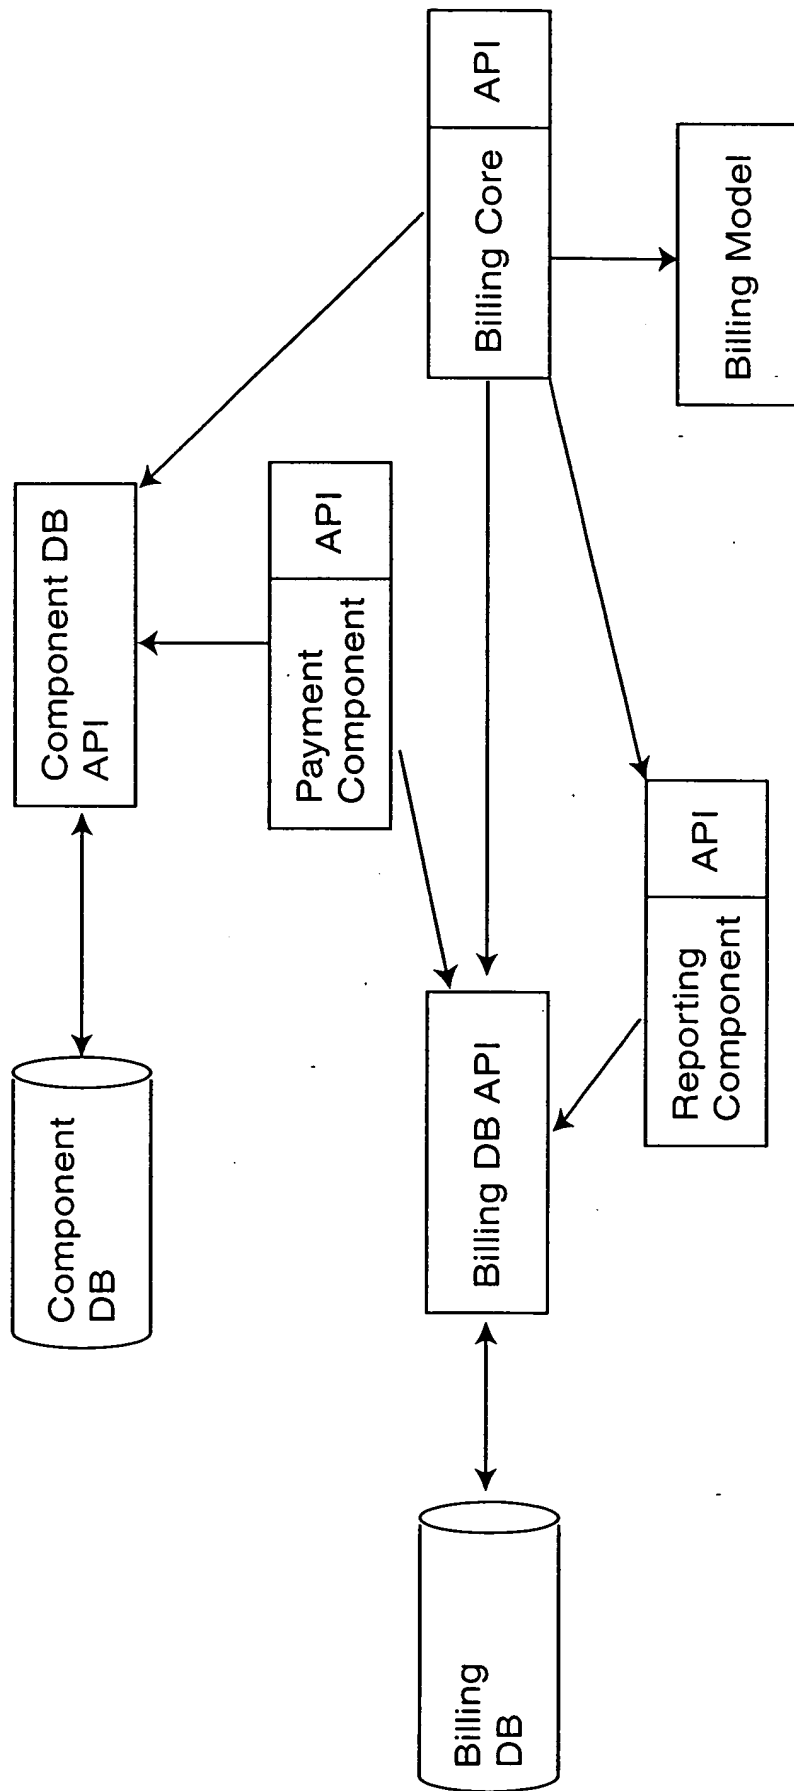 Component
DB
Component DB
API
Payment
Component
API
Billing
DB
Billing DB API
Billing Core
API
Reporting
Component
API
Billing Model